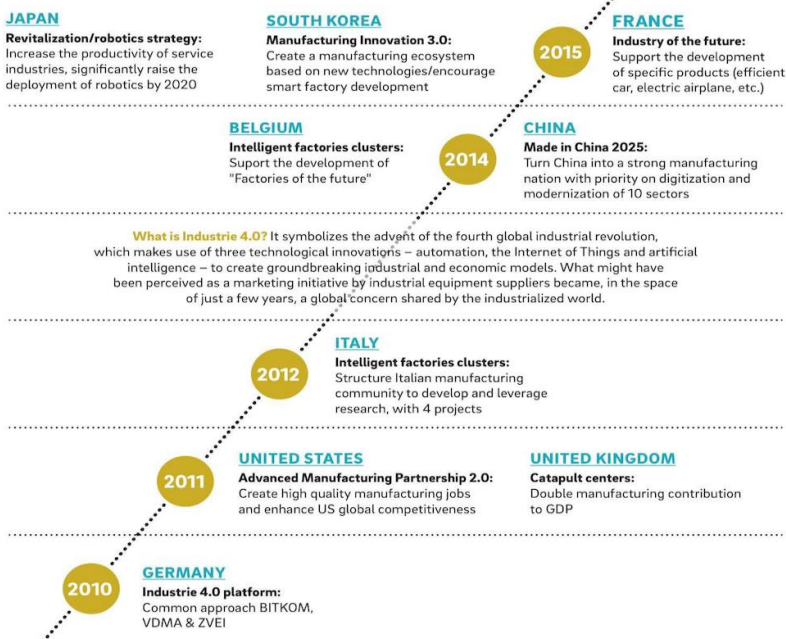 JAPAN
Revitalization/robotics strategy:
Increase the productivity of service
industries, significantly raise the
deployment of robotics by 2020
SOUTH KOREA
Manufacturing Innovation 3.0:
Create a manufacturing ecosystem
based on new technologies/encourage
smart factory development
2015
FRANCE
Industry of the future:
Support the development
of specific products (efficient
car, electric airplane, etc.)
BELGIUM
Intelligent factories clusters:
Suport the development of
"Factories of the future"
2014
CHINA
Made in China 2025:
Turn China into a strong manufacturing
nation with priority on digitization and
modernization of 10 sectors
What is Industrie 4.0? It symbolizes the advent of the fourth global industrial revolution,
which makes use of three technological innovations – automation, the Internet of Things and artificial
intelligence – to create groundbreaking industrial and economic models. What might have
been perceived as a marketing initiative by industrial equipment suppliers became, in the space
of just a few years, a global concern shared by the industrialized world.
2012
ITALY
Intelligent factories clusters:
Structure Italian manufacturing
community to develop and leverage
research, with 4 projects
2011
UNITED STATES
Advanced Manufacturing Partnership 2.0:
Create high quality manufacturing jobs
and enhance US global competitiveness
UNITED KINGDOM
Catapult centers:
Double manufacturing contribution
to GDP
2010
GERMANY
Industrie 4.0 platform:
Common approach BITKOM,
VDMA & ZVEI